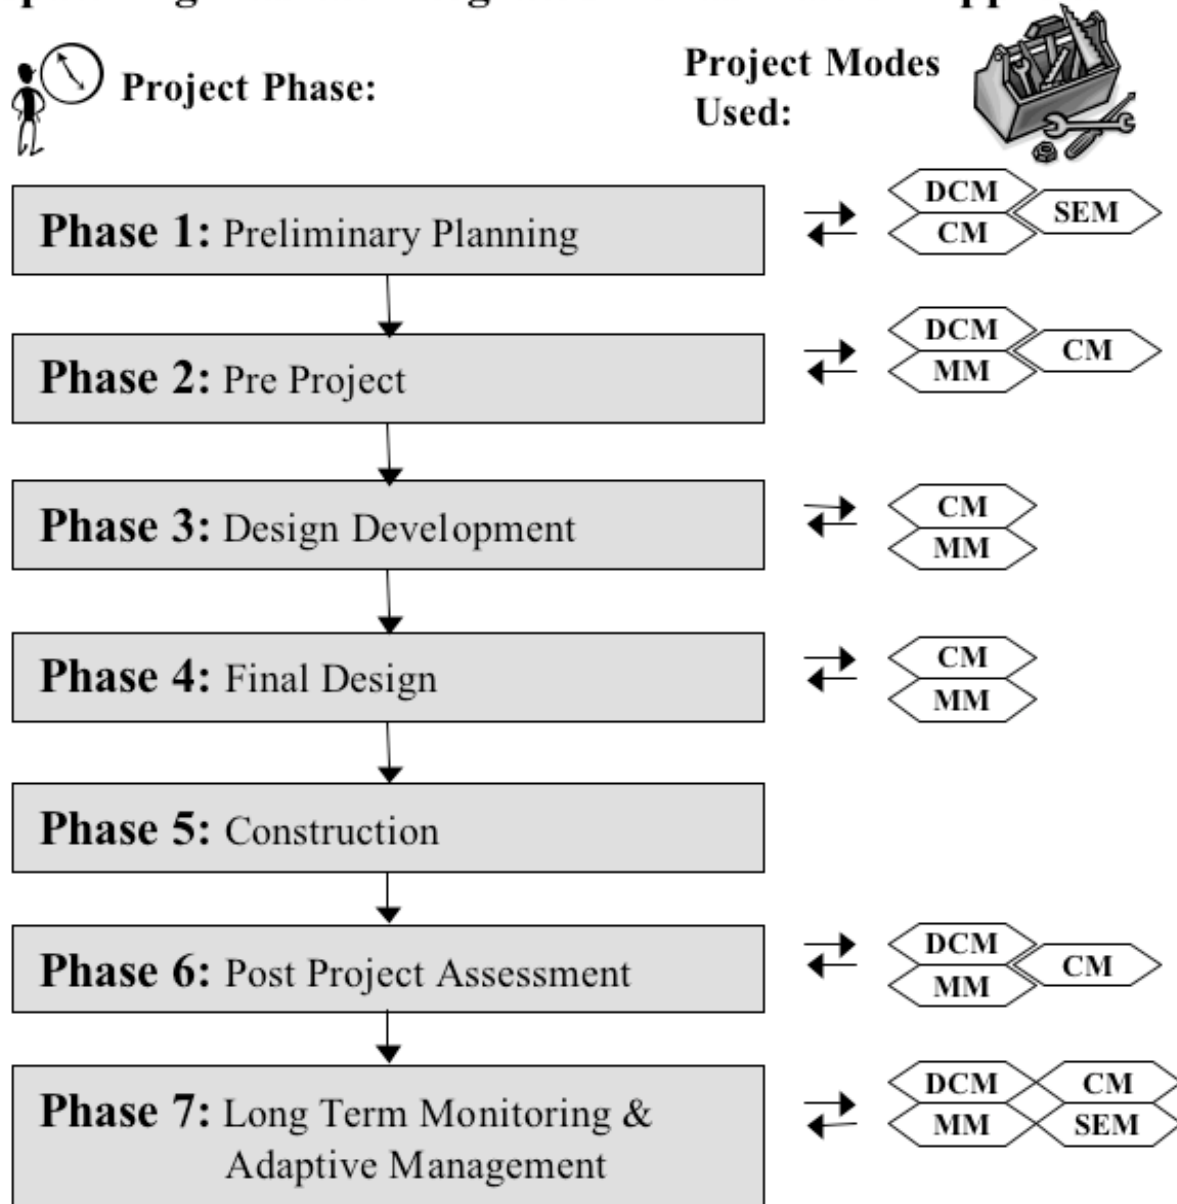 Project Phase:
Project Modes
Used:
Phase 1: Preliminary Planning
DCM
SEM
CM
Phase 2: Pre Project
DCM
CM
MM
Phase 3: Design Development
CM
MM
Phase 4: Final Design
CM
MM
Phase 5: Construction
Phase 6: Post Project Assessment
DCM
CM
MM
Phase 7: Long Term Monitoring &
Adaptive Management
DCM
CM
MM
SEM